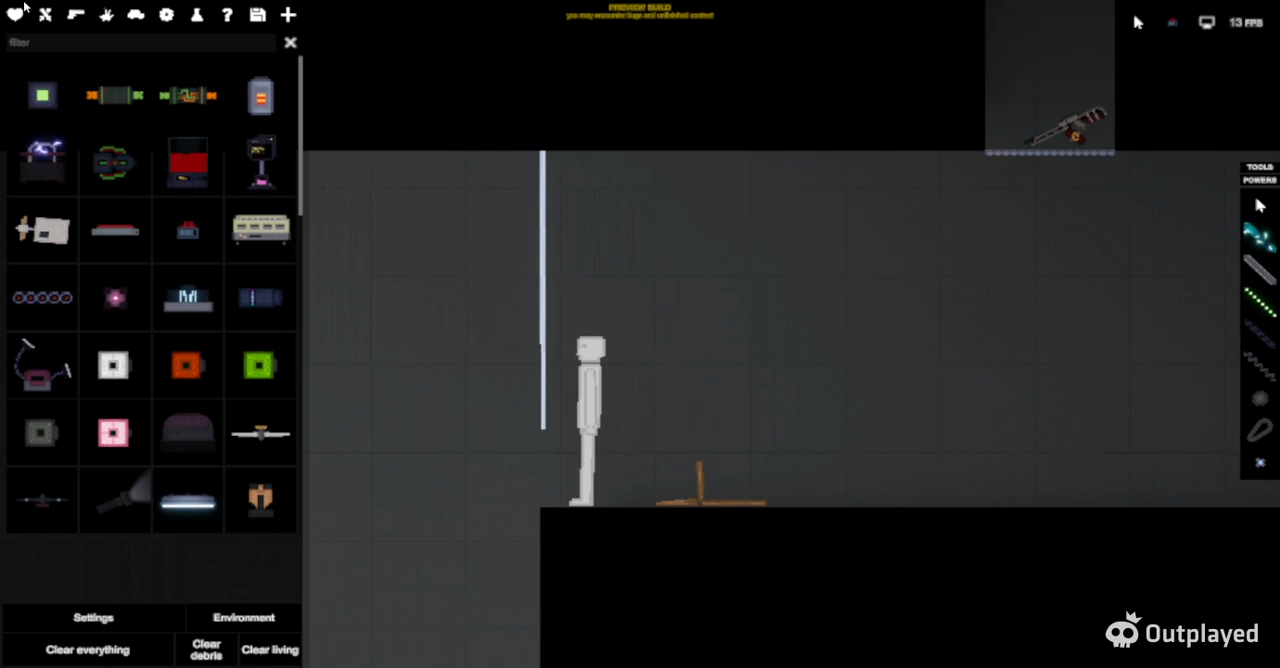 PREVIEW BUILD
you may encounter bugs and unfinished content
13 FPS
filter
TOOLS
POWERS
Settings
Environment
Clear everything
Clear debris
Clear living
Outplayed